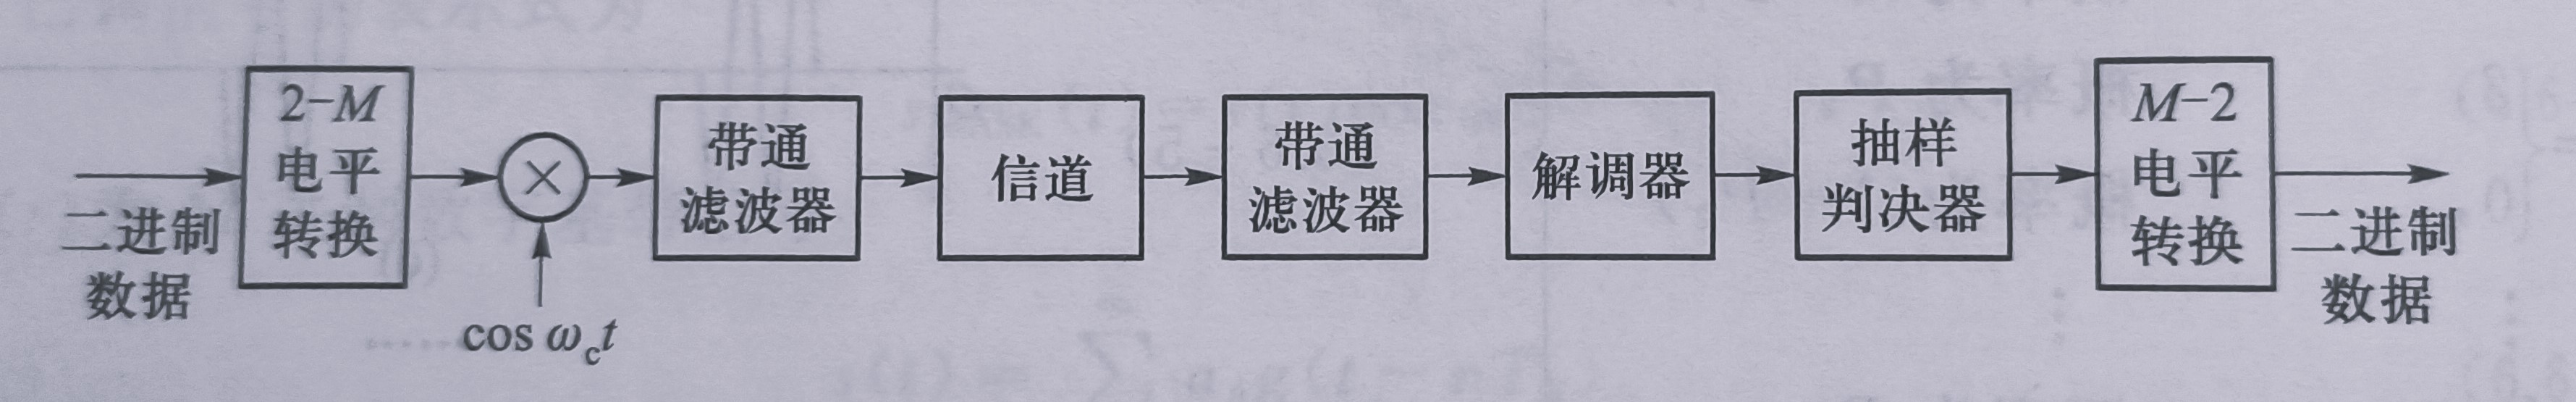 二进制
数据
2-M
电平
转换
×
cos ω_c t
带通
滤波器
信道
带通
滤波器
解调器
抽样
判决器
M-2
电平
转换
二进制
数据